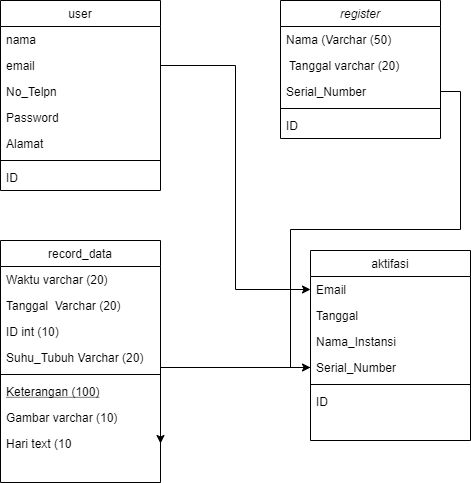 user
nama
email
No_Telpn
Password
Alamat
ID
register
Nama (Varchar (50)
Tanggal varchar (20)
Serial_Number
ID
record_data
Waktu varchar (20)
Tanggal Varchar (20)
ID int (10)
Suhu_Tubuh Varchar (20)
Keterangan (100)
Gambar varchar (10)
Hari text (10
aktifasi
Email
Tanggal
Nama_Instansi
Serial_Number
ID